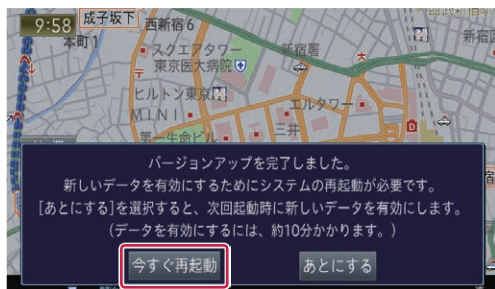 9:58
成子坂下
西新宿6
本町1
スクエアタワー
新宿署
東京医大病院
ヒルトン東京
MINI
エルタワー
第一生命ビル
三井
バージョンアップを完了しました。
新しいデータを有効にするためにシステムの再起動が必要です。
[あとにする]を選択すると、次回起動時に新しいデータを有効にします。
(データを有効にするには、約10分かかります。)
今すぐ再起動
あとにする